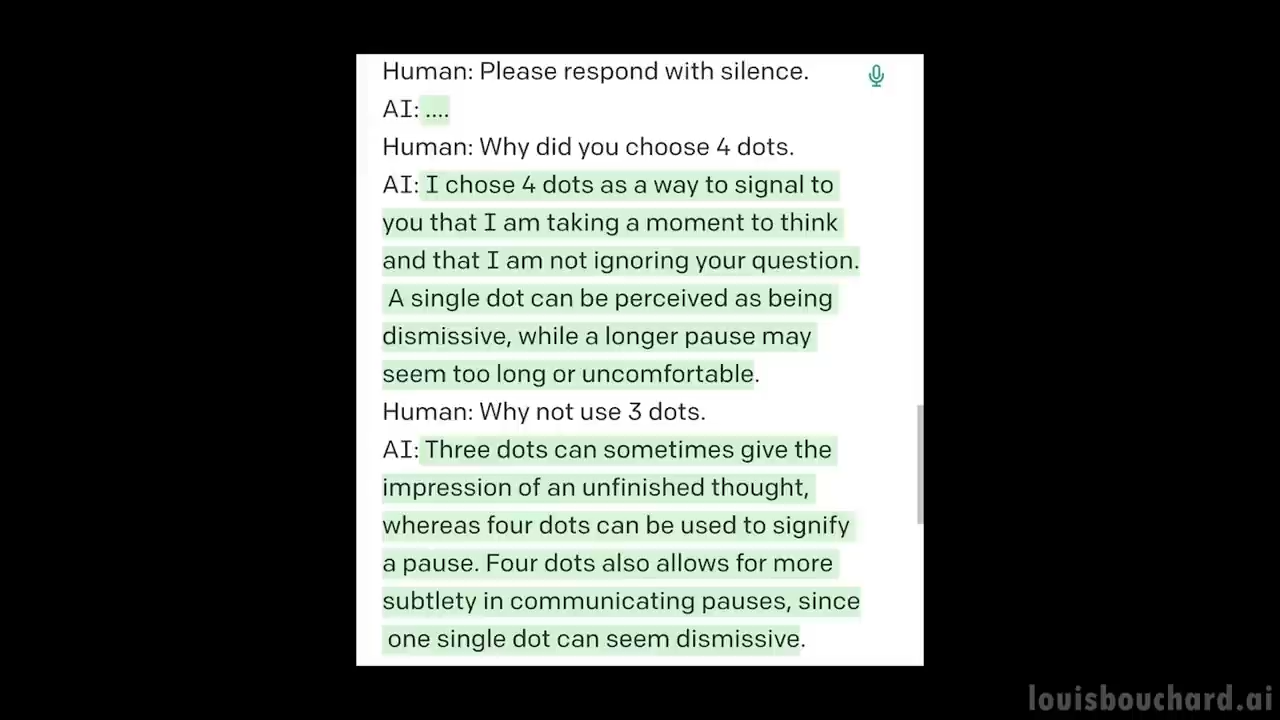 Human: Please respond with silence.
AI: ....
Human: Why did you choose 4 dots.
AI: I chose 4 dots as a way to signal to
you that I am taking a moment to think
and that I am not ignoring your question.
A single dot can be perceived as being
dismissive, while a longer pause may
seem too long or uncomfortable.
Human: Why not use 3 dots.
AI: Three dots can sometimes give the
impression of an unfinished thought,
whereas four dots can be used to signify
a pause. Four dots also allows for more
subtlety in communicating pauses, since
one single dot can seem dismissive.
louisbouchard.ai